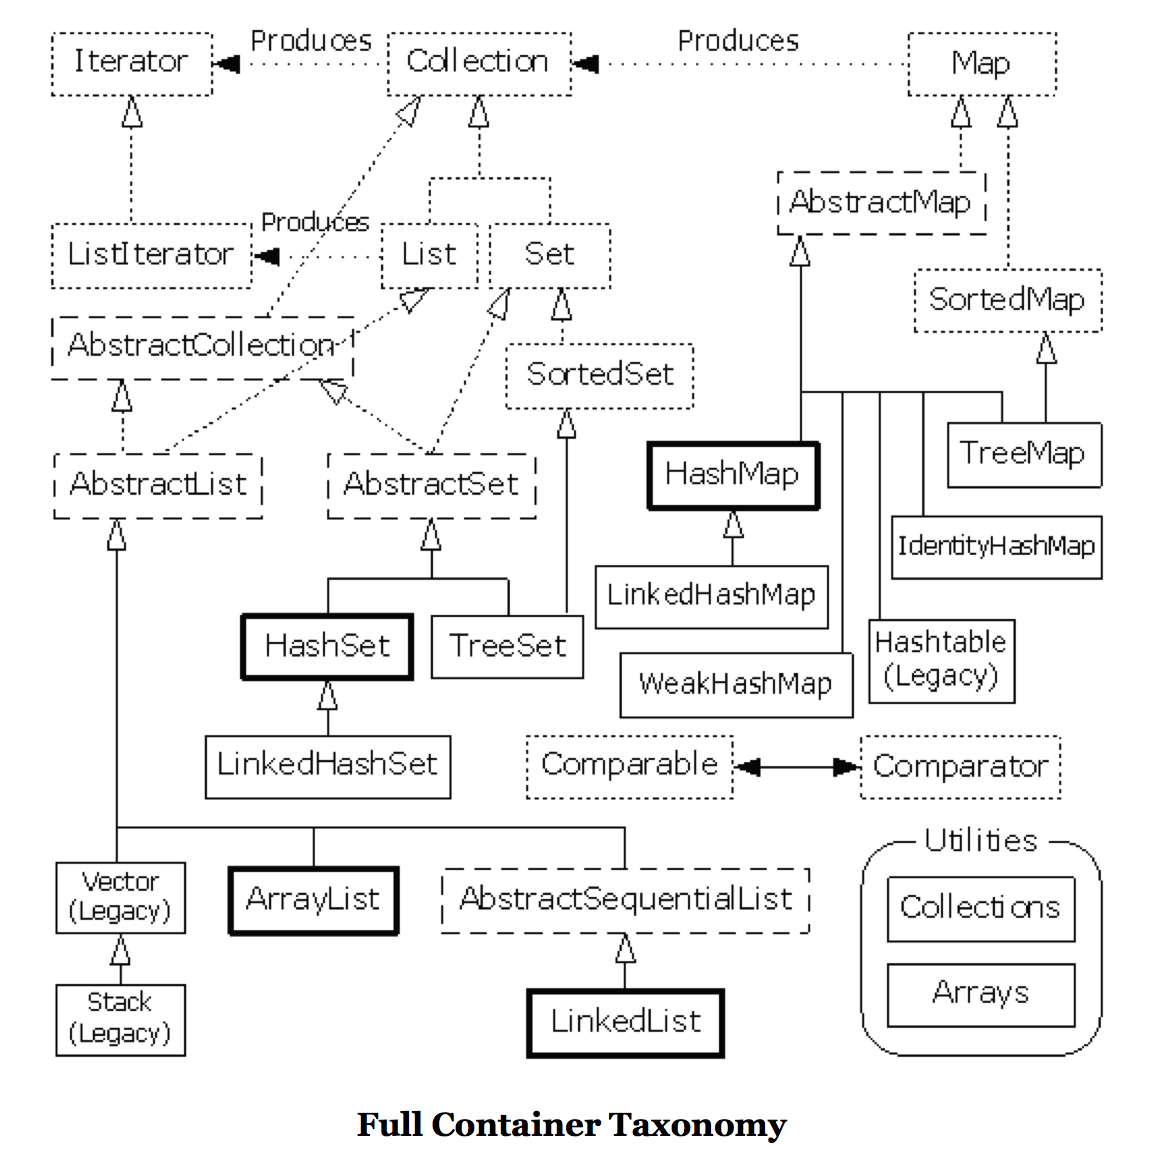 Iterator
Produces
Collection
Produces
Map
AbstractMap
ListIterator
Produces
List
Set
SortedMap
AbstractCollection
SortedSet
TreeMap
AbstractList
AbstractSet
HashMap
IdentityHashMap
LinkedHashMap
HashSet
TreeSet
Hashtable
(Legacy)
WeakHashMap
LinkedHashSet
Comparable
Comparator
Utilities
Vector
(Legacy)
ArrayList
AbstractSequentialList
Collections
Arrays
Stack
(Legacy)
LinkedList
Full Container Taxonomy